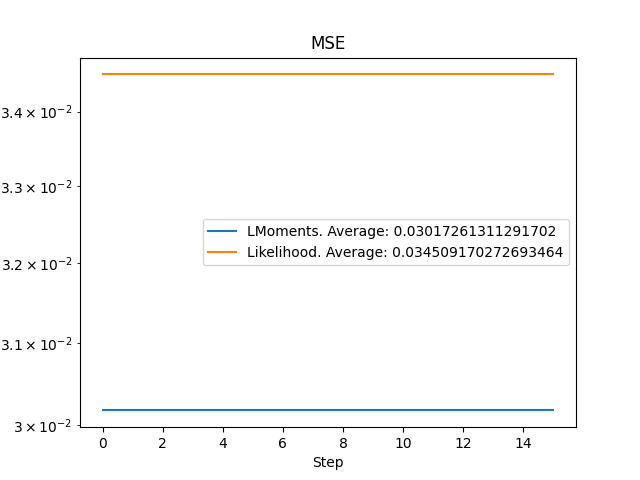 MSE
3.4 × 10⁻²
3.3 × 10⁻²
3.2 × 10⁻²
3.1 × 10⁻²
3 × 10⁻²
LMoments. Average: 0.03017261311291702
Likelihood. Average: 0.034509170272693464
0 2 4 6 8 10 12 14
Step